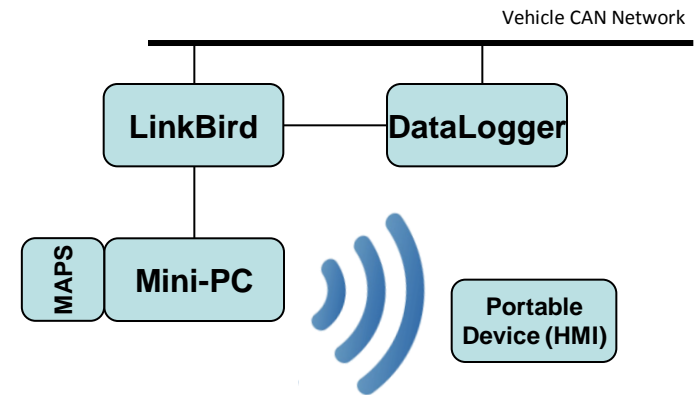 Vehicle CAN Network
LinkBird
DataLogger
MAPS
Mini-PC
Portable
Device (HMI)